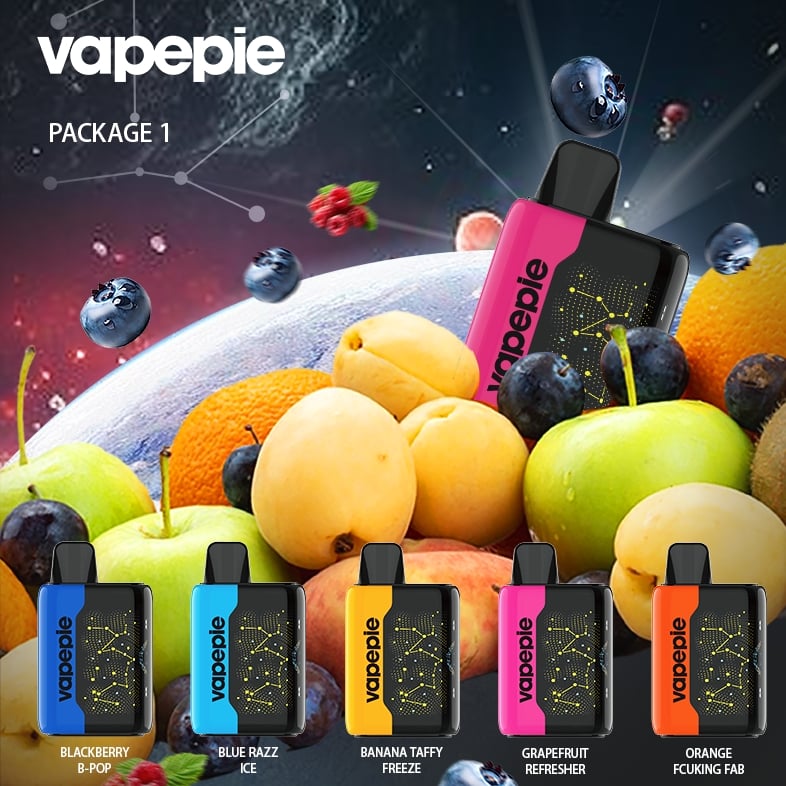 vapepie
PACKAGE 1
vapepie
vapepie
vapepie
vapepie
vapepie
vapepie
BLACKBERRY
B-POP
BLUE RAZZ
ICE
BANANA TAFFY
FREEZE
GRAPEFRUIT
REFRESHER
ORANGE
FCUKING FAB